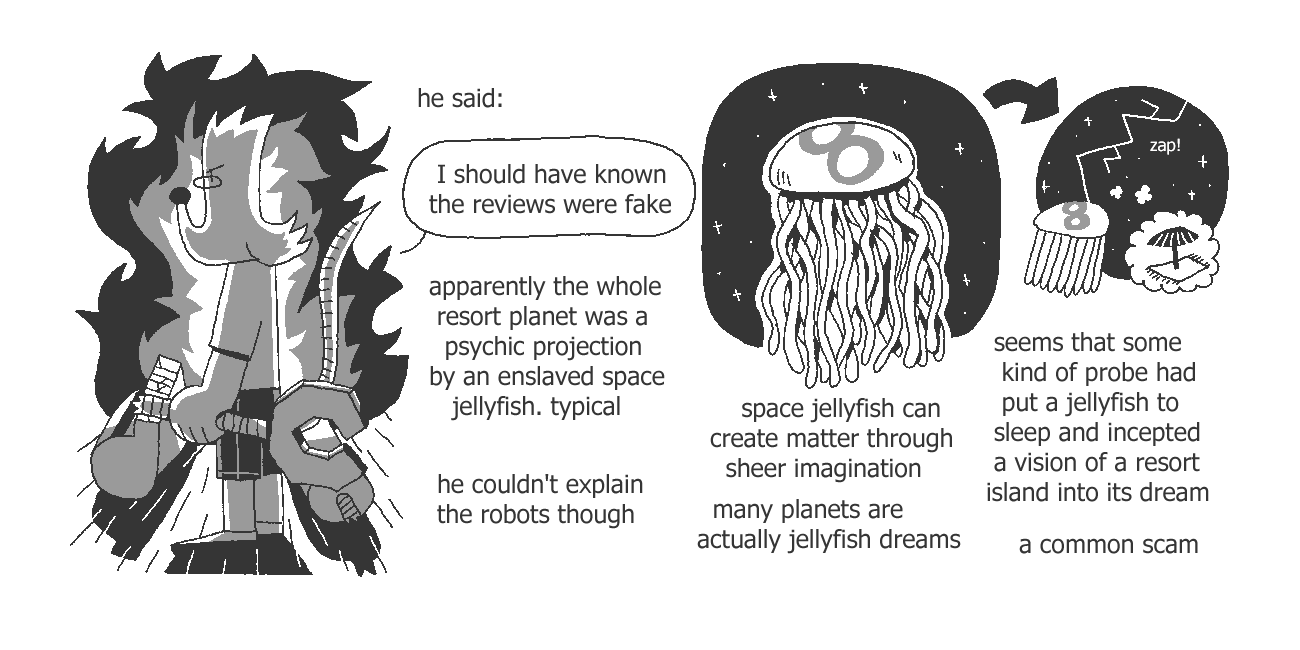 he said:
I should have known
the reviews were fake
apparently the whole
resort planet was a
psychic projection
by an enslaved space
jellyfish. typical
he couldn't explain
the robots though
8
space jellyfish can
create matter through
sheer imagination
many planets are
actually jellyfish dreams
zap!
8
seems that some
kind of probe had
put a jellyfish to
sleep and incepted
a vision of a resort
island into its dream
a common scam